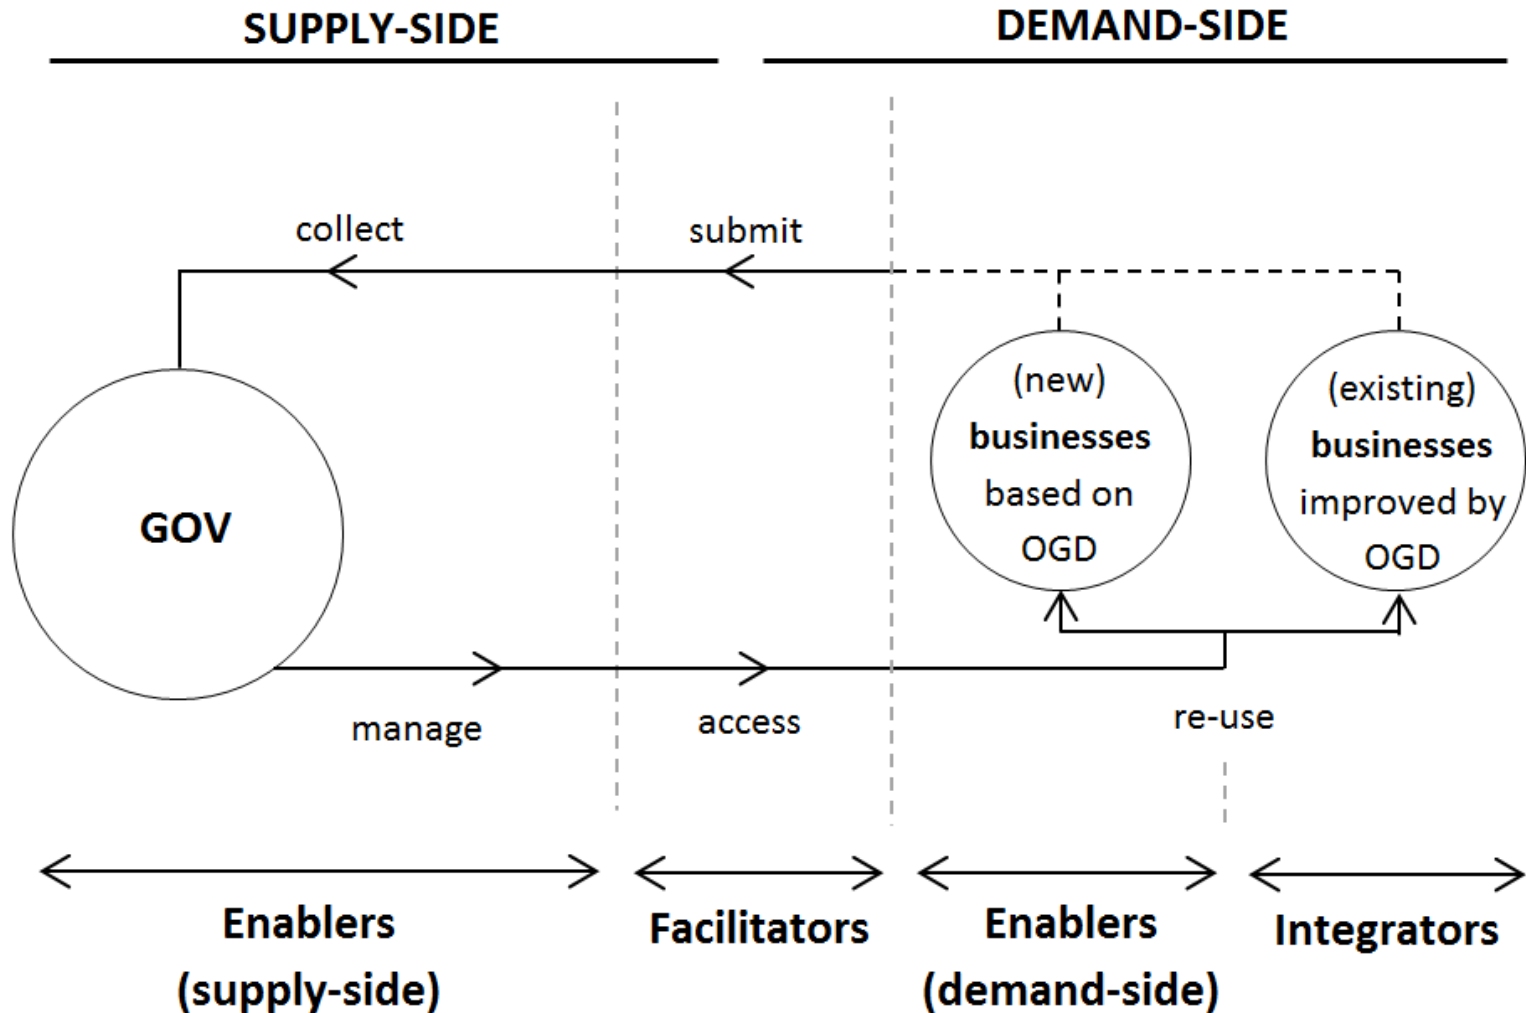 SUPPLY-SIDE
DEMAND-SIDE
collect
submit
(new)
businesses
based on
OGD
(existing)
businesses
improved by
OGD
GOV
manage
access
re-use
Enablers
(supply-side)
Facilitators
Enablers
(demand-side)
Integrators